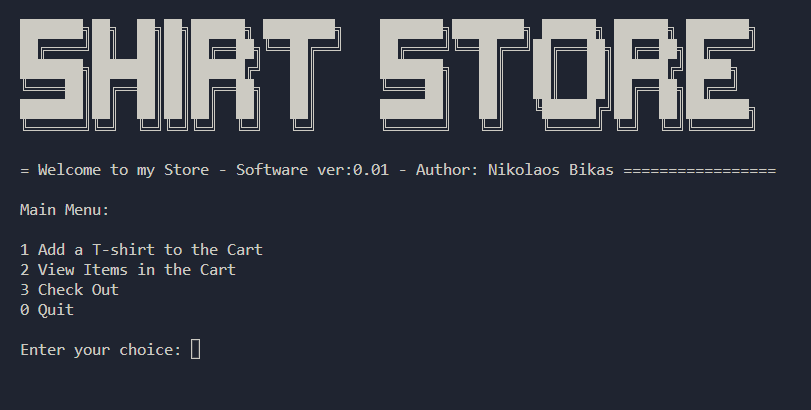 SHIRT STORE
= Welcome to my Store - Software ver:0.01 - Author: Nikolaos Bikas =================
Main Menu:
1 Add a T-shirt to the Cart
2 View Items in the Cart
3 Check Out
0 Quit
Enter your choice: